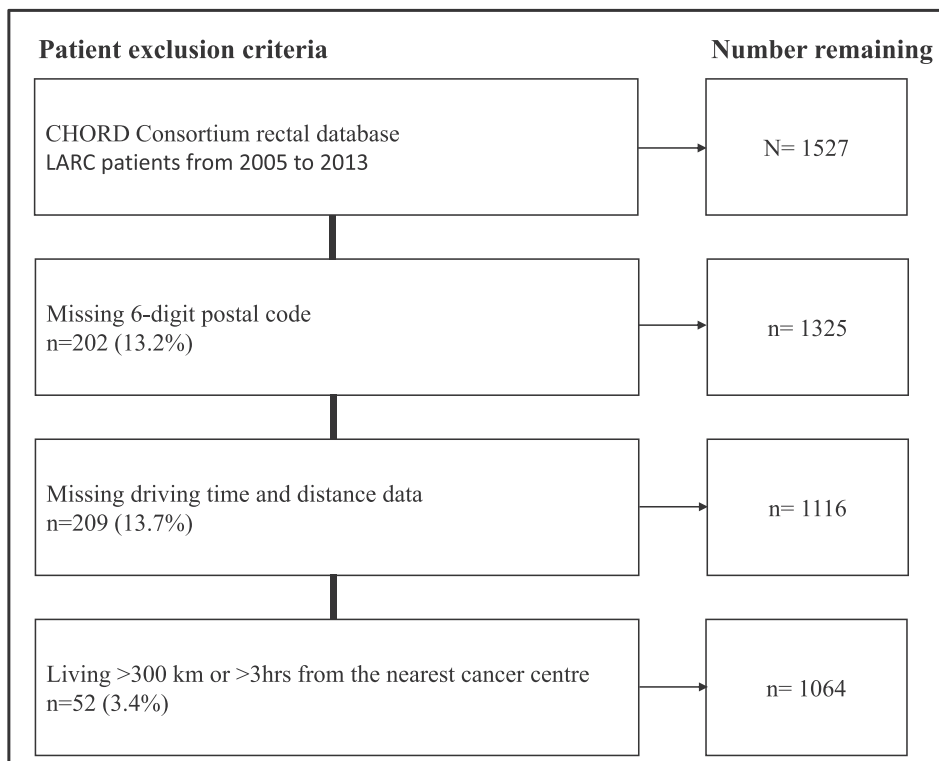 Patient exclusion criteria
Number remaining
CHORD Consortium rectal database
LARC patients from 2005 to 2013
N= 1527
Missing 6-digit postal code
n=202 (13.2%)
n= 1325
Missing driving time and distance data
n=209 (13.7%)
n= 1116
Living >300 km or >3hrs from the nearest cancer centre
n=52 (3.4%)
n= 1064